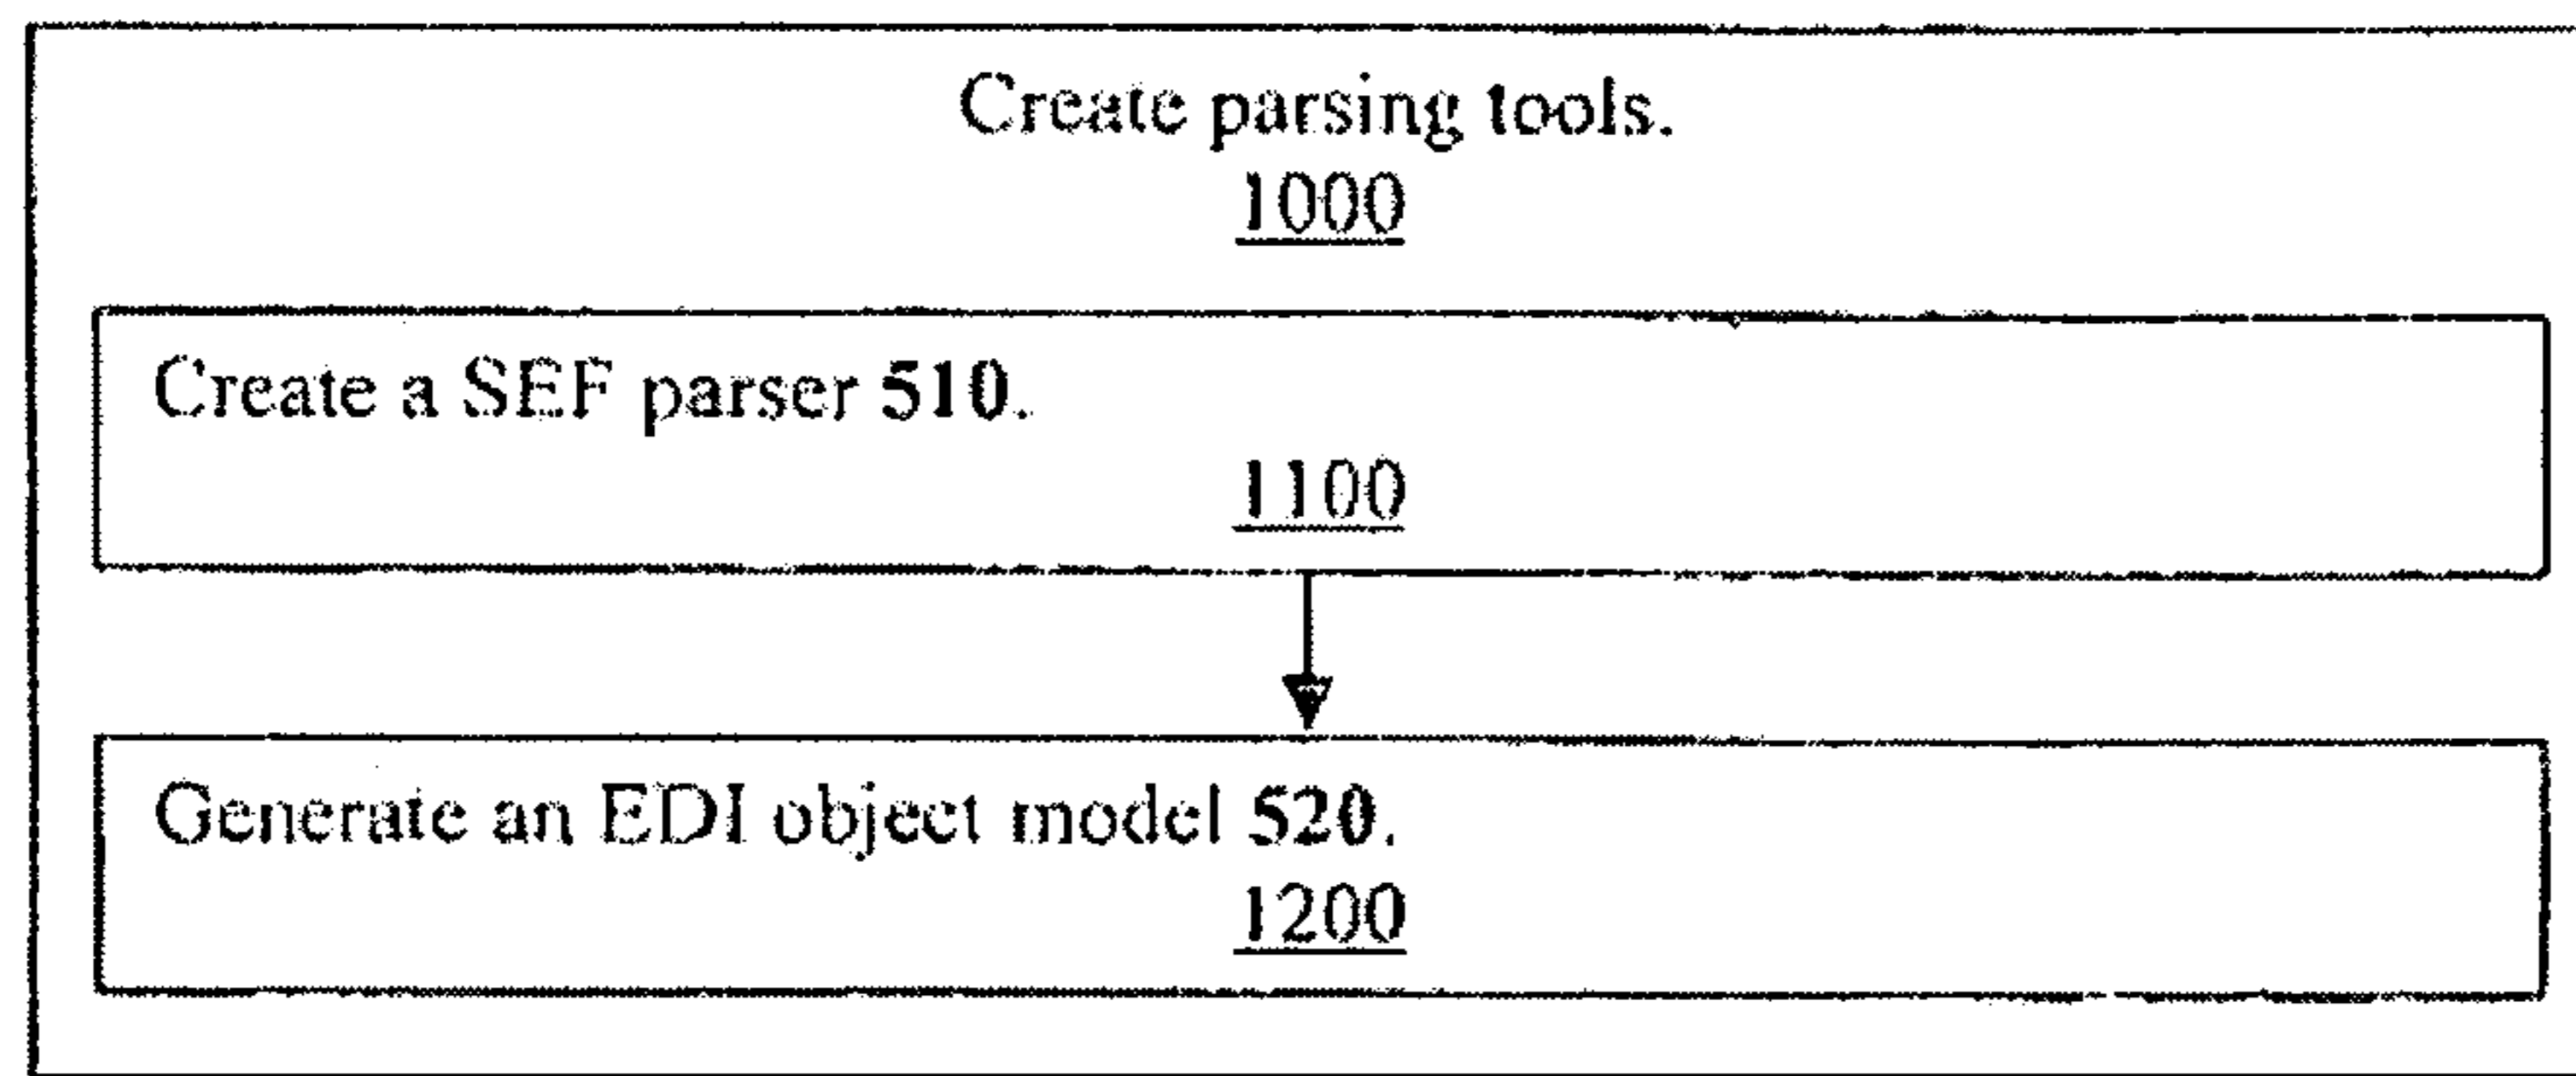 Create parsing tools.
1000
Create a SEF parser 510.
1100
Generate an EDI object model 520.
1200